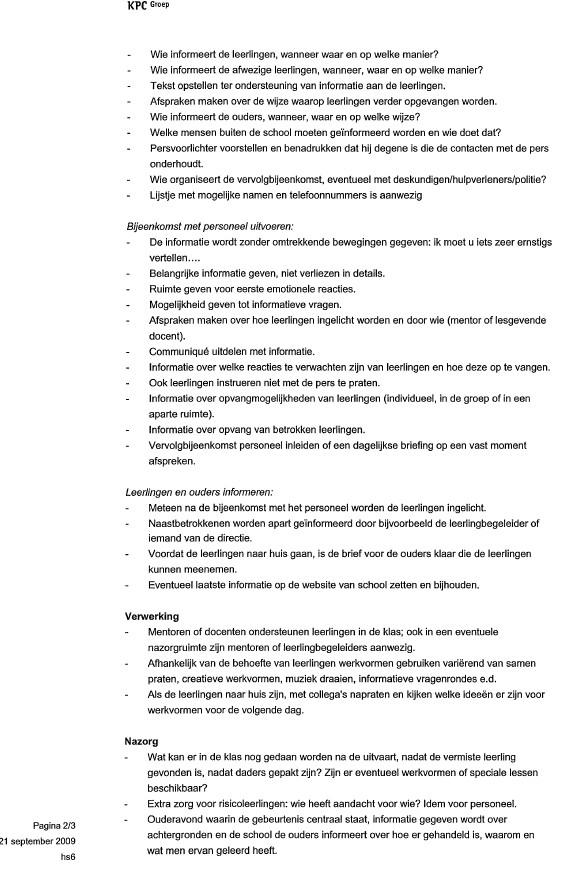 KPC Groep
- Wie informeert de leerlingen, wanneer waar en op welke manier?
- Wie informeert de afwezige leerlingen, wanneer, waar en op welke manier?
- Tekst opstellen ter ondersteuning van informatie aan de leerlingen.
- Afspraken maken over de wijze waarop leerlingen verder opgevangen worden.
- Wie informeert de ouders, wanneer, waar en op welke wijze?
- Welke mensen buiten de school moeten geïnformeerd worden en wie doet dat?
- Persvoorlichter voorstellen en benadrukken dat hij degene is die de contacten met de pers
onderhoudt.
- Wie organiseert de vervolgbijeenkomst, eventueel met deskundigen/hulpverleners/politie?
- Lijstje met mogelijke namen en telefoonnummers is aanwezig
Bijeenkomst met personeel uitvoeren:
- De informatie wordt zonder omtrekkende bewegingen gegeven: ik moet u iets zeer ernstigs
vertellen....
- Belangrijke informatie geven, niet verliezen in details.
- Ruimte geven voor eerste emotionele reacties.
- Mogelijkheid geven tot informatieve vragen.
- Afspraken maken over hoe leerlingen ingelicht worden en door wie (mentor of lesgevende
docent).
- Communiqué uitdelen met informatie.
- Informatie over welke reacties te verwachten zijn van leerlingen en hoe deze op te vangen.
- Ook leerlingen instrueren niet met de pers te praten.
- Informatie over opvangmogelijkheden van leerlingen (individueel, in de groep of in een
aparte ruimte).
- Informatie over opvang van betrokken leerlingen.
- Vervolgbijeenkomst personeel inleiden of een dagelijkse briefing op een vast moment
afspreken.
Leerlingen en ouders informeren:
- Meteen na de bijeenkomst met het personeel worden de leerlingen ingelicht.
- Naastbetrokkenen worden apart geïnformeerd door bijvoorbeeld de leerlingbegeleider of
iemand van de directie.
- Voordat de leerlingen naar huis gaan, is de brief voor de ouders klaar die de leerlingen
kunnen meenemen.
- Eventueel laatste informatie op de website van school zetten en bijhouden.
Verwerking
- Mentoren of docenten ondersteunen leerlingen in de klas; ook in een eventuele
nazorgruimte zijn mentoren of leerlingbegeleiders aanwezig.
- Afhankelijk van de behoefte van leerlingen werkvormen gebruiken variërend van samen
praten, creatieve werkvormen, muziek draaien, informatieve vragenrondes e.d.
- Als de leerlingen naar huis zijn, met collega's napraten en kijken welke ideeën er zijn voor
werkvormen voor de volgende dag.
Nazorg
- Wat kan er in de klas nog gedaan worden na de uitvaart, nadat de vermiste leerling
gevonden is, nadat daders gepakt zijn? Zijn er eventueel werkvormen of speciale lessen
beschikbaar?
- Extra zorg voor risicoleerlingen: wie heeft aandacht voor wie? Idem voor personeel.
- Ouderavond waarin de gebeurtenis centraal staat, informatie gegeven wordt over
achtergronden en de school de ouders informeert over hoe er gehandeld is, waarom en
wat men ervan geleerd heeft.
Pagina 2/3
21 september 2009
hs6